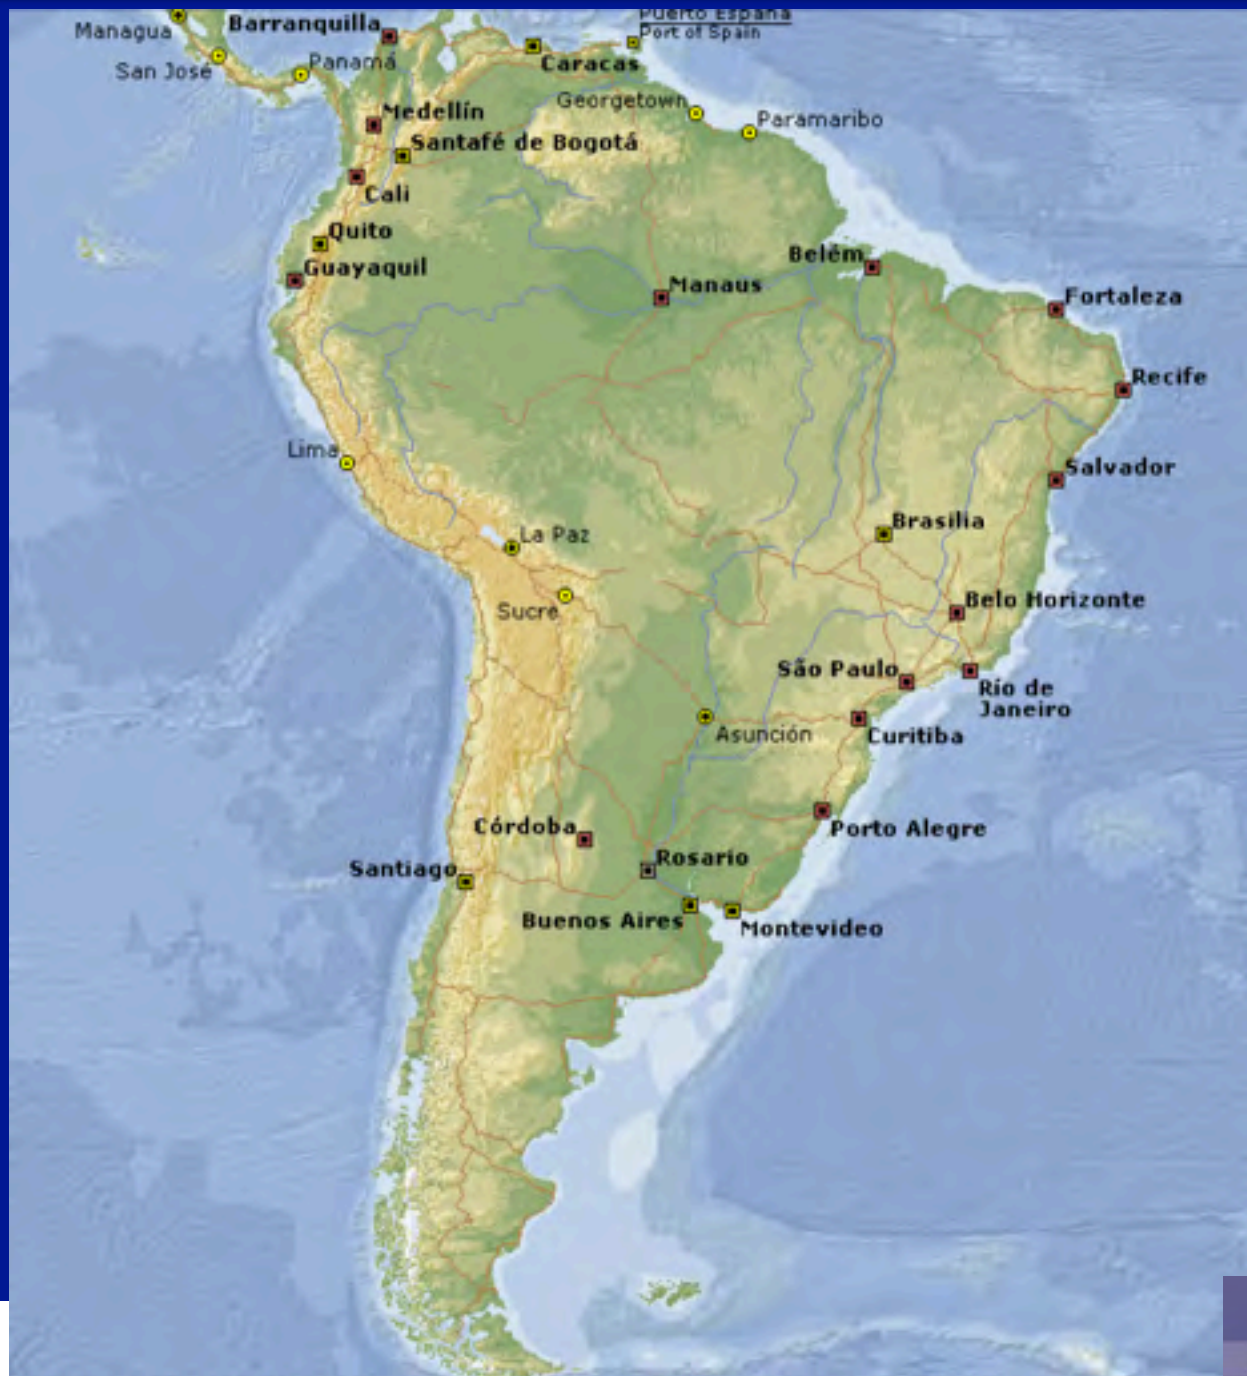 Puerto España
Port of Spain
Barranquilla
Managua
San José
Panamá
Caracas
Georgetown
Paramaribo
Medellín
Santafé de Bogotá
Cali
Quito
Guayaquil
Belém
Manaus
Fortaleza
Recife
Lima
Salvador
Brasilia
La Paz
Sucre
Belo Horizonte
São Paulo
Río de
Janeiro
Asunción
Curitiba
Córdoba
Porto Alegre
Rosario
Santiago
Buenos Aires
Montevideo